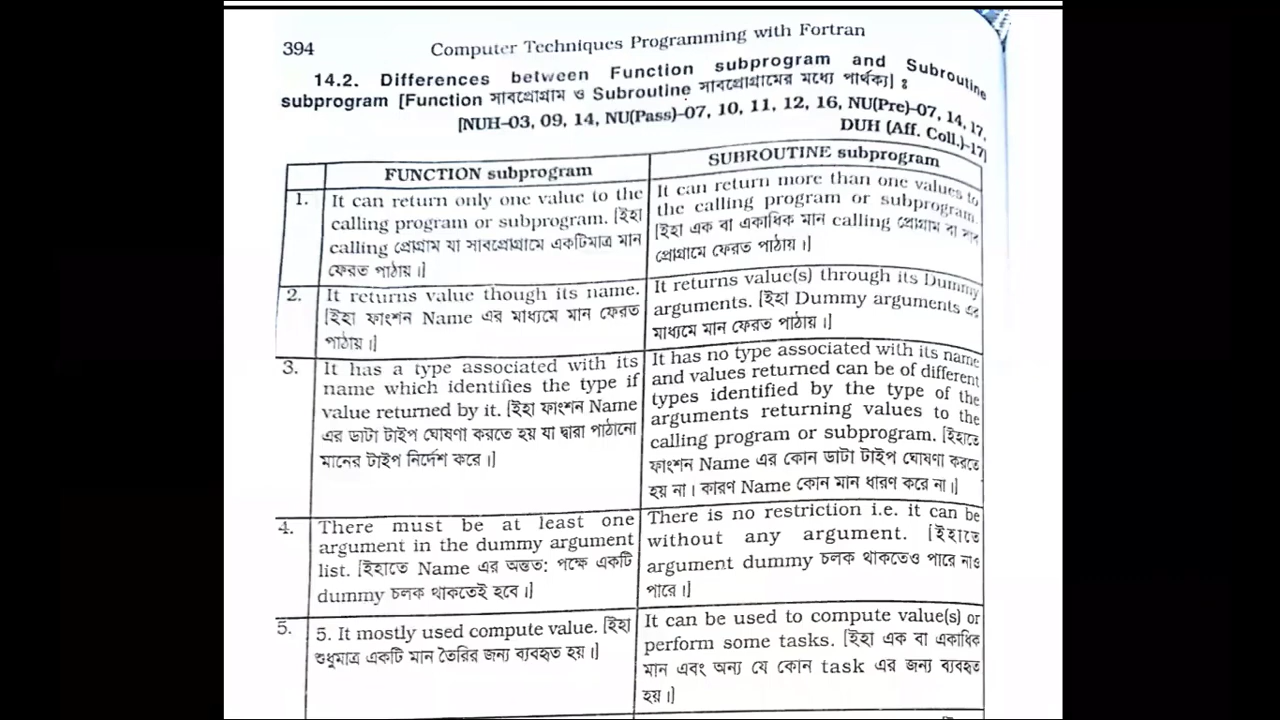 394
Computer Techniques Programming with Fortran
14.2. Differences between Function subprogram and Subroutine
subprogram [Function সাবপ্রোগ্রাম ও Subroutine সাবপ্রোগ্রামের মধ্যে পার্থক্য] ঃ
[NUH–03, 09, 14, NU(Pass)–07, 10, 11, 12, 16, NU(Pre)–07, 14, 17,
DUH (Aff. Coll.)–17]
FUNCTION subprogram
SUBROUTINE subprogram
1.
It can return only one value to the
calling program or subprogram. [ইহা
calling প্রোগ্রাম যা সাবপ্রোগ্রামে একটিমাত্র মান
ফেরত পাঠায়।]
It can return more than one values to
the calling program or subprogram.
[ইহা এক বা একাধিক মান calling প্রোগ্রাম বা সাব
প্রোগ্রামে ফেরত পাঠায়।]
2.
It returns value though its name.
[ইহা ফাংশন Name এর মাধ্যমে মান ফেরত
পাঠায়।]
It returns value(s) through its Dummy
arguments. [ইহা Dummy arguments এর
মাধ্যমে মান ফেরত পাঠায়।]
3.
It has a type associated with its
name which identifies the type if
value returned by it. [ইহা ফাংশন Name
এর ডাটা টাইপ ঘোষণা করতে হয় যা দ্বারা পাঠানো
মানের টাইপ নির্দেশ করে।]
It has no type associated with its name
and values returned can be of different
types identified by the type of the
arguments returning values to the
calling program or subprogram. [ইহাতে
ফাংশন Name এর কোন ডাটা টাইপ ঘোষণা করতে
হয় না। কারণ Name কোন মান ধারণ করে না।]
4.
There must be at least one
argument in the dummy argument
list. [ইহাতে Name এর অন্তত: পক্ষে একটি
dummy চলক থাকতেই হবে।]
There is no restriction i.e. it can be
without any argument. [ইহাতে
argument dummy চলক থাকতেও পারে নাও
পারে।]
5.
5. It mostly used compute value. [ইহা
শুধুমাত্র একটি মান তৈরির জন্য ব্যবহৃত হয়।]
It can be used to compute value(s) or
perform some tasks. [ইহা এক বা একাধিক
মান এবং অন্য যে কোন task এর জন্য ব্যবহৃত
হয়।]